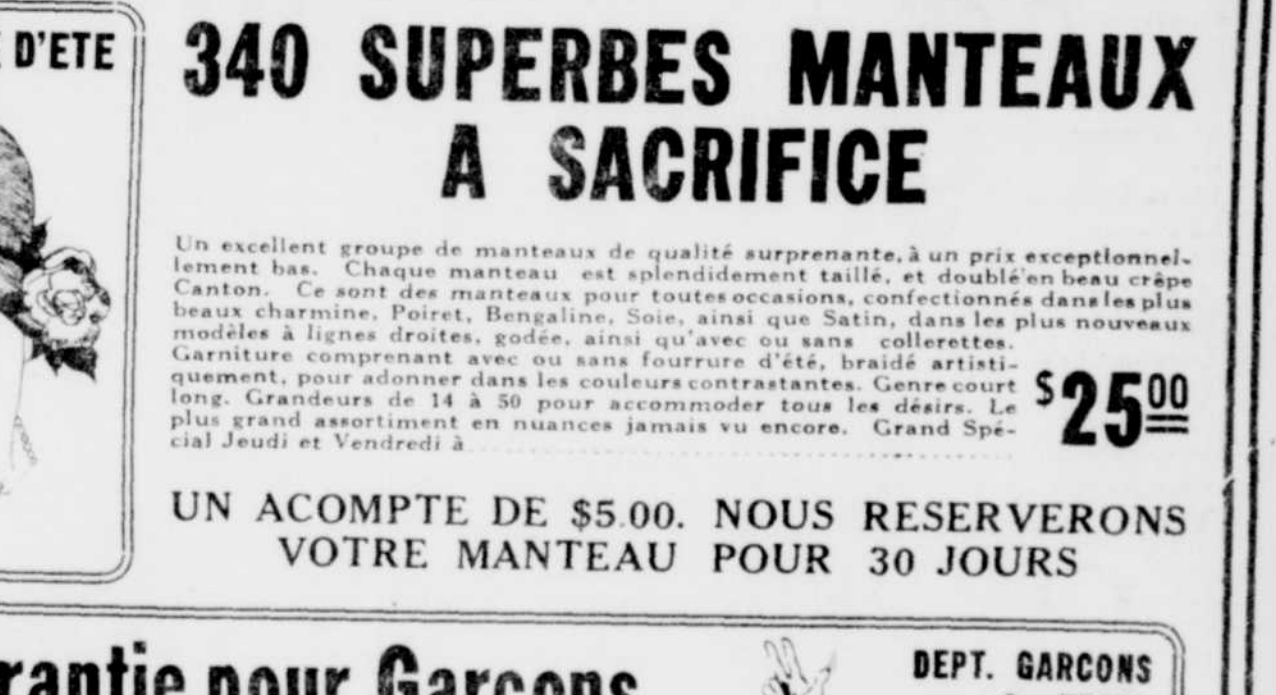 D'ETE
340 SUPERBES MANTEAUX
A SACRIFICE
Un excellent groupe de manteaux de qualité surprenante, à un prix exceptionnel-
lement bas. Chaque manteau est splendidement taillé, et doublé en beau crêpe
Canton. Ce sont des manteaux pour toutes occasions, confectionnés dans les plus
beaux charmine, Poiret, Bengaline, Soie, ainsi que Satin, dans les plus nouveaux
modèles à lignes droites, godée, ainsi qu'avec ou sans collerettes.
Garniture comprenant avec ou sans fourrure d'été, braidé artisti-
quement, pour adonner dans les couleurs contrastantes. Genre court
long. Grandeurs de 14 à 50 pour accommoder tous les désirs. Le
plus grand assortiment en nuances jamais vu encore. Grand Spé-
cial Jeudi et Vendredi à
$25.00
UN ACOMPTE DE $5.00. NOUS RESERVERONS
VOTRE MANTEAU POUR 30 JOURS
rantie pour Garçons
DEPT. GARCONS